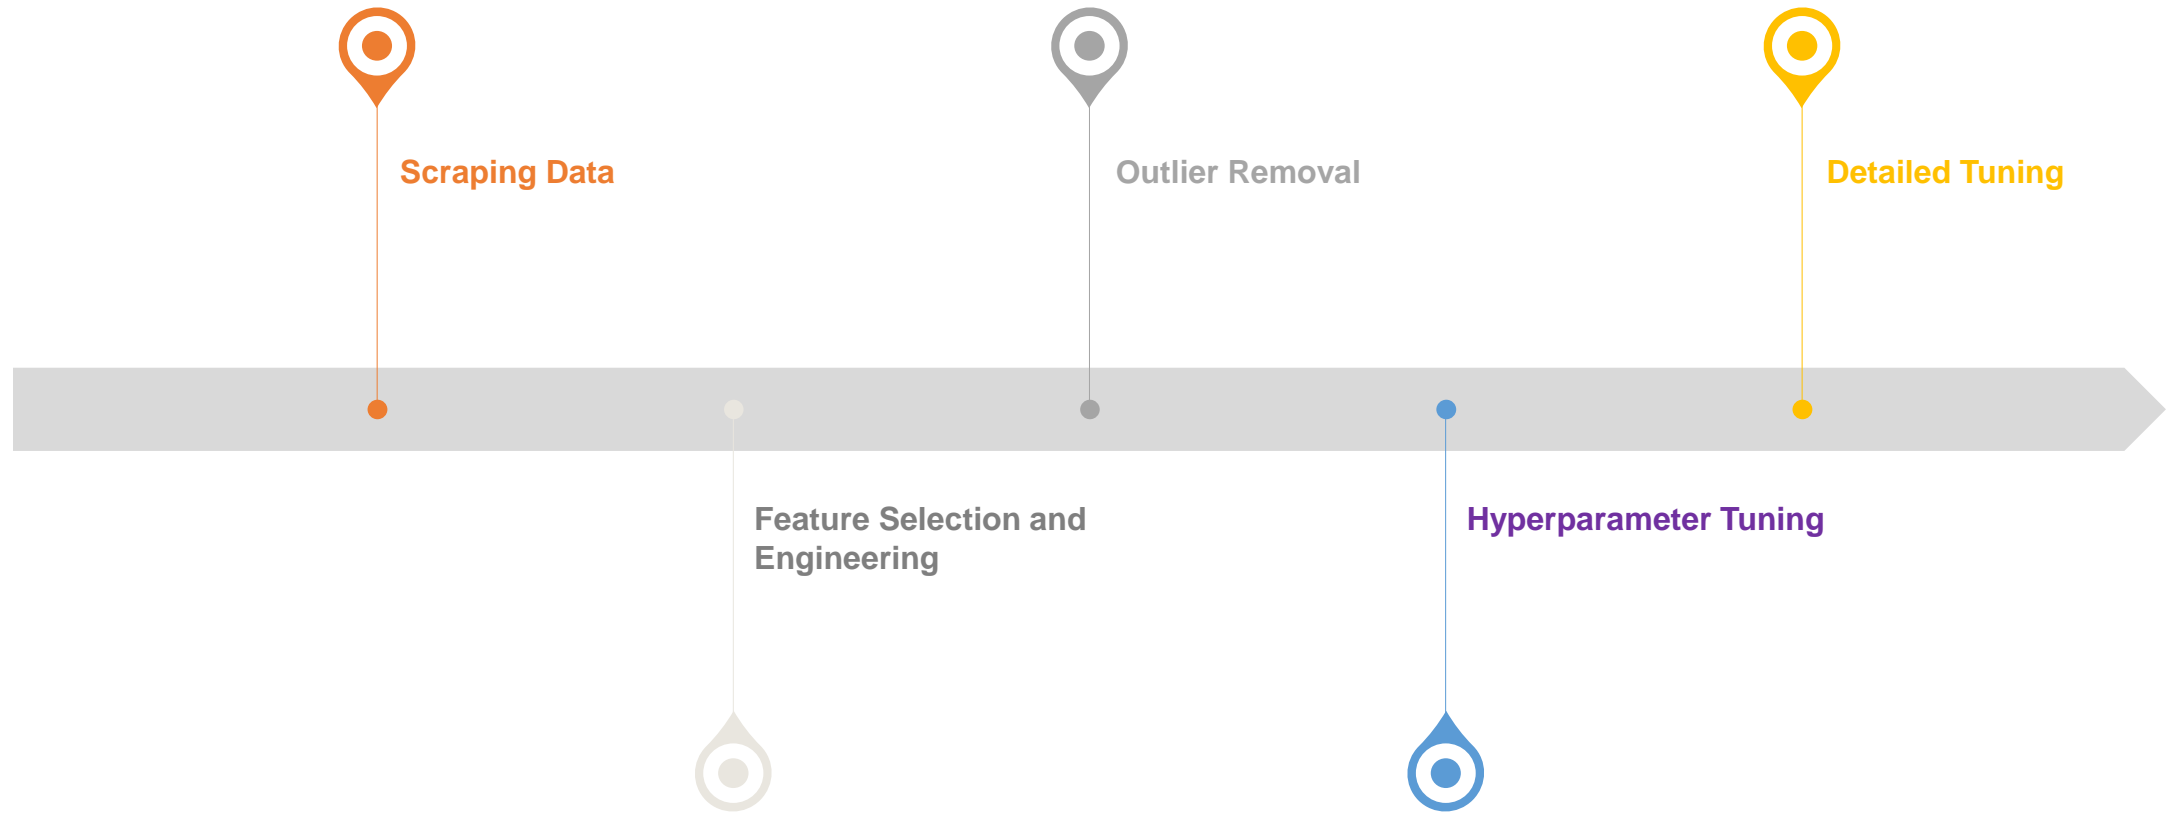 Scraping Data
Outlier Removal
Detailed Tuning
Feature Selection and
Engineering
Hyperparameter Tuning